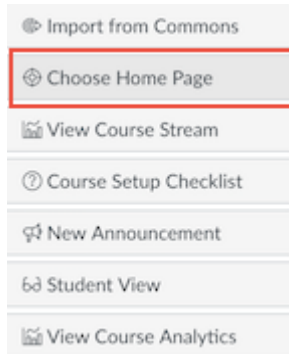 Import from Commons
Choose Home Page
View Course Stream
Course Setup Checklist
New Announcement
Student View
View Course Analytics